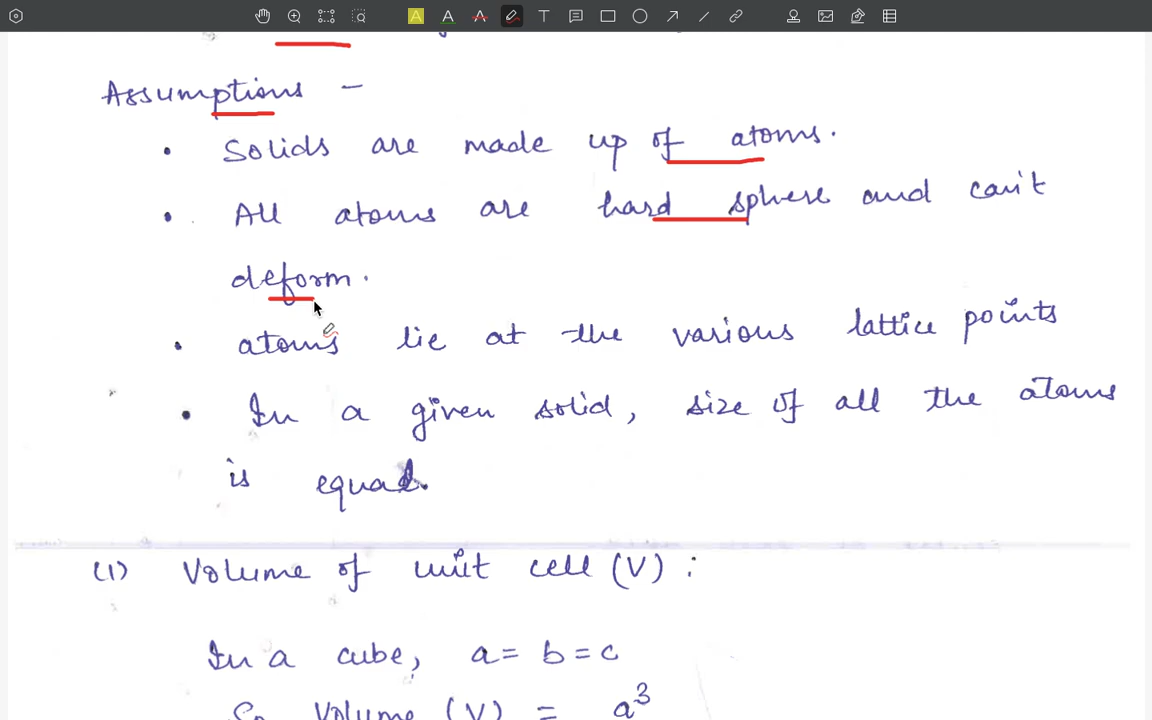 Assumptions -
• Solids are made up of atoms.
• All atoms are hard sphere and can't
deform.
• atoms lie at the various lattice points
• In a given solid, size of all the atoms
is equal.
(1) Volume of unit cell (V) :
In a cube, a = b = c
So Volume (V) = a³